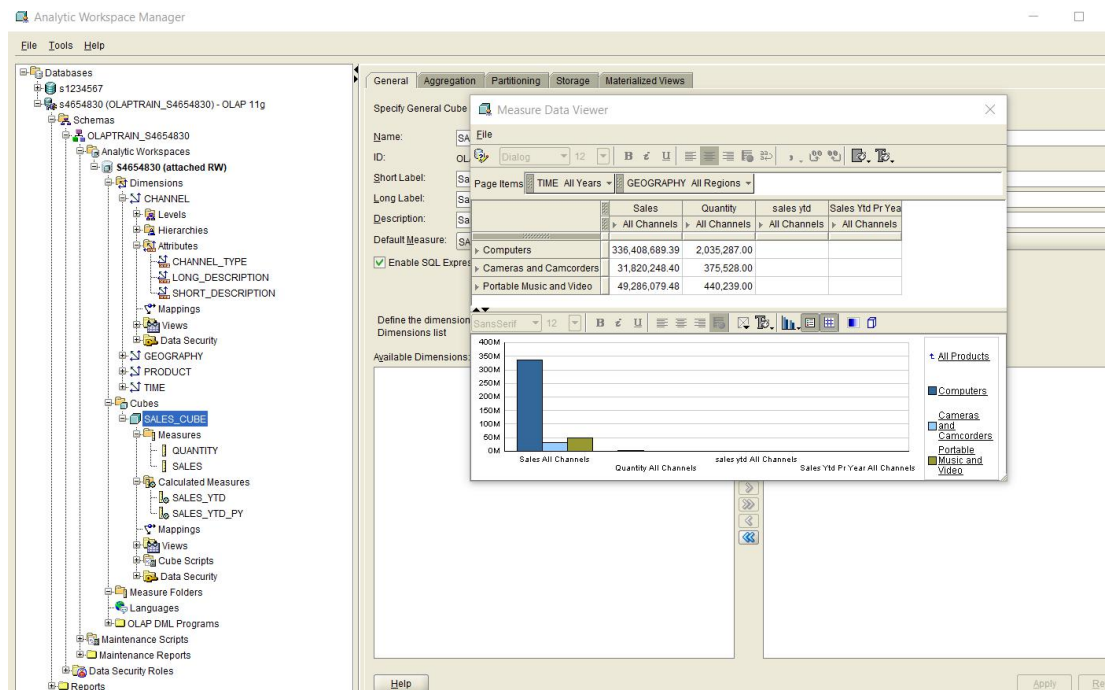 Analytic Workspace Manager
File Tools Help
Databases
s1234567
s4654830 (OLAPTRAIN_S4654830) - OLAP 11g
Schemas
OLAPTRAIN_S4654830
Analytic Workspaces
S4654830 (attached RW)
Dimensions
CHANNEL
Levels
Hierarchies
Attributes
CHANNEL_TYPE
LONG_DESCRIPTION
SHORT_DESCRIPTION
Mappings
Views
Data Security
GEOGRAPHY
PRODUCT
TIME
Cubes
SALES_CUBE
Measures
QUANTITY
SALES
Calculated Measures
SALES_YTD
SALES_YTD_PY
Mappings
Views
Cube Scripts
Data Security
Measure Folders
Languages
OLAP DML Programs
Maintenance Scripts
Maintenance Reports
Data Security Roles
Reports
General Aggregation Partitioning Storage Materialized Views
Specify General Cube
Name: SA
ID: OL
Short Label: Sa
Long Label: Sa
Description: Sa
Default Measure: SA
Enable SQL Expres
Define the dimension
Dimensions list
Available Dimensions:
Measure Data Viewer
File
Dialog 12 B i U
Page Items TIME All Years GEOGRAPHY All Regions
Sales Quantity sales ytd Sales Ytd Pr Yea
All Channels All Channels All Channels All Channels
Computers 336,408,689.39 2,035,287.00
Cameras and Camcorders 31,820,248.40 375,528.00
Portable Music and Video 49,286,079.48 440,239.00
SansSerif 12 B i U
400M
350M
300M
250M
200M
150M
100M
50M
0M
Sales All Channels
Quantity All Channels
sales ytd All Channels
Sales Ytd Pr Year All Channels
All Products
Computers
Cameras
and
Camcorders
Portable
Music and
Video
Help
Apply
Re